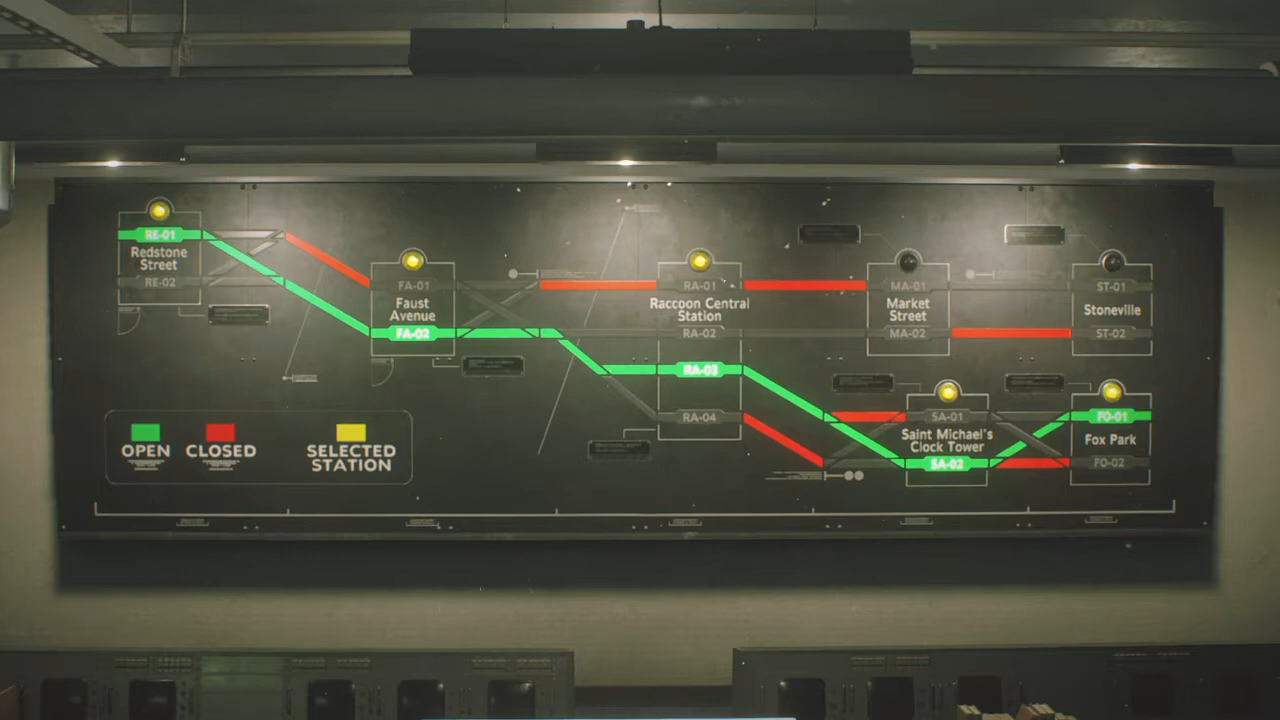 RE-01
Redstone
Street
RE-02
FA-01
Faust
Avenue
FA-02
RA-01
Raccoon Central
Station
RA-02
RA-03
RA-04
MA-01
Market
Street
MA-02
ST-01
Stoneville
ST-02
SA-01
Saint Michael's
Clock Tower
SA-02
FO-01
Fox Park
FO-02
OPEN
CLOSED
SELECTED
STATION